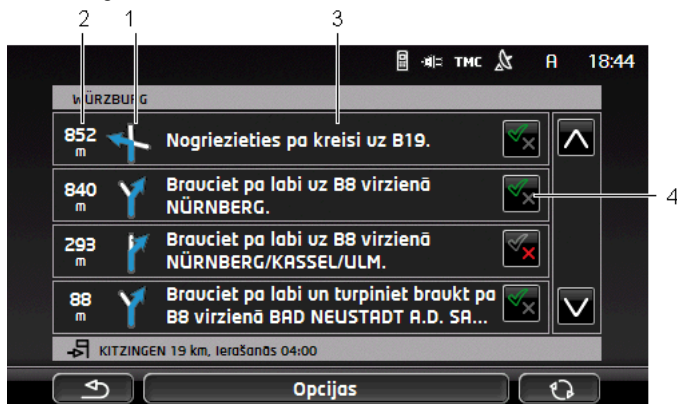 2 1 3
TMC A 18:44
WÜRZBURG
852 m Nogriezieties pa kreisi uz B19.
840 m Brauciet pa labi uz B8 virzienā
NÜRNBERG.
4
293 m Brauciet pa labi uz B8 virzienā
NÜRNBERG/KASSEL/ULM.
88 m Brauciet pa labi un turpiniet braukt pa
B8 virzienā BAD NEUSTADT A.D. SA...
KITZINGEN 19 km, Ierašanās 04:00
Opcijas